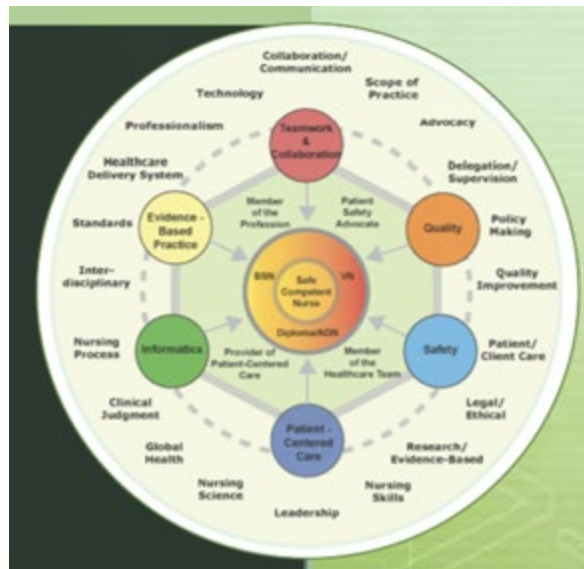 Collaboration/
Communication
Scope of
Practice
Technology
Advocacy
Professionalism
Teamwork
&
Collaboration
Healthcare
Delivery System
Delegation/
Supervision
Member
of the
Profession
Patient
Safety
Advocate
Standards
Evidence -
Based
Practice
Quality
Policy
Making
Inter-
disciplinary
BSN
VN
Safe
Competent
Nurse
Diploma/ADN
Quality
Improvement
Nursing
Process
Informatics
Provider of
Patient-Centered
Care
Member
of the
Healthcare Team
Safety
Patient/
Client Care
Clinical
Judgment
Legal/
Ethical
Patient -
Centered
Care
Global
Health
Research/
Evidence-Based
Nursing
Science
Nursing
Skills
Leadership